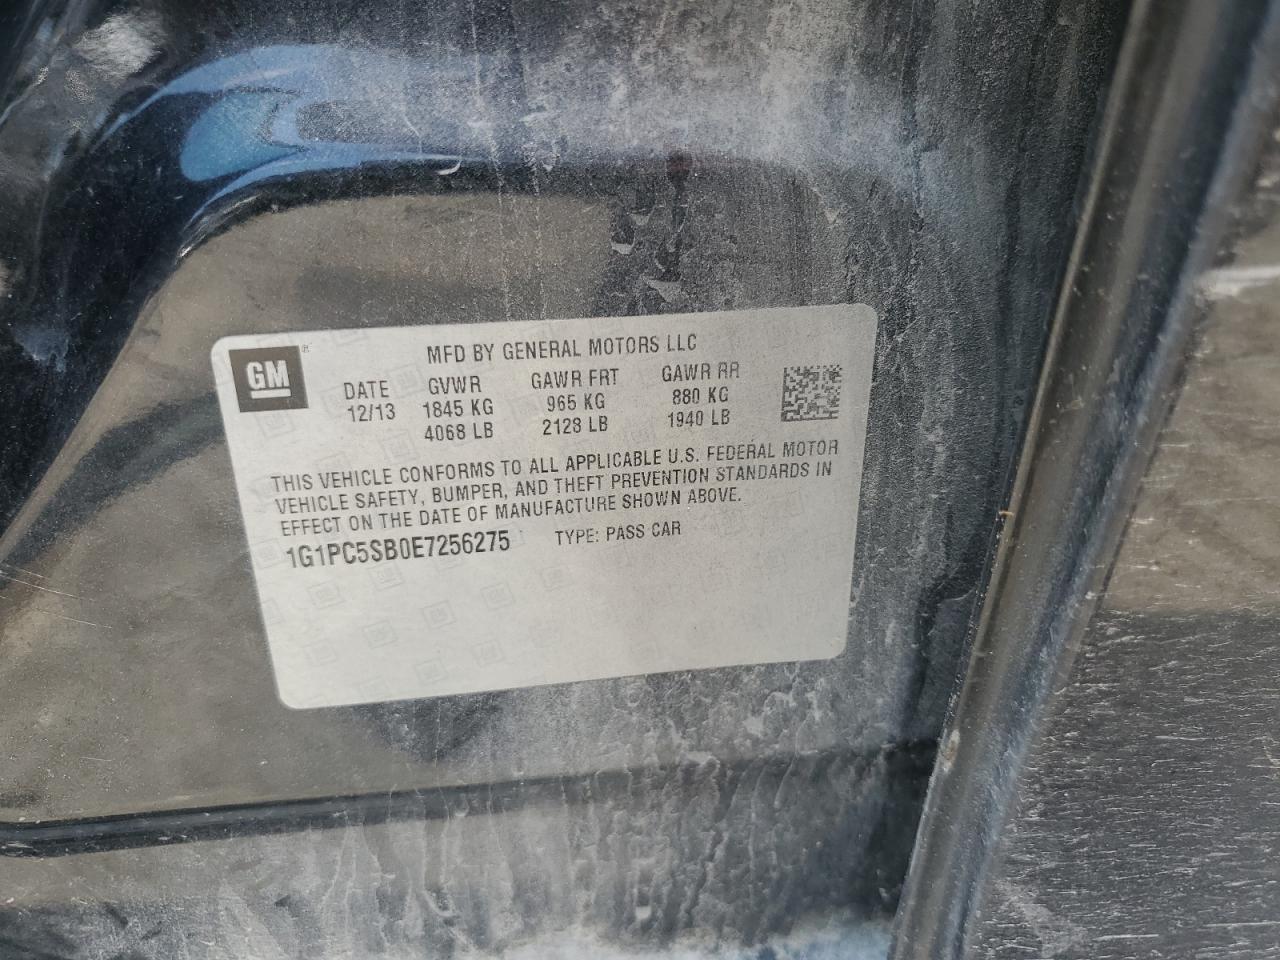 GM
MFD BY GENERAL MOTORS LLC
DATE GVWR GAWR FRT GAWR RR
12/13 1845 KG 965 KG 880 KG
4068 LB 2128 LB 1940 LB
THIS VEHICLE CONFORMS TO ALL APPLICABLE U.S. FEDERAL MOTOR
VEHICLE SAFETY, BUMPER, AND THEFT PREVENTION STANDARDS IN
EFFECT ON THE DATE OF MANUFACTURE SHOWN ABOVE.
1G1PC5SB0E7256275 TYPE: PASS CAR